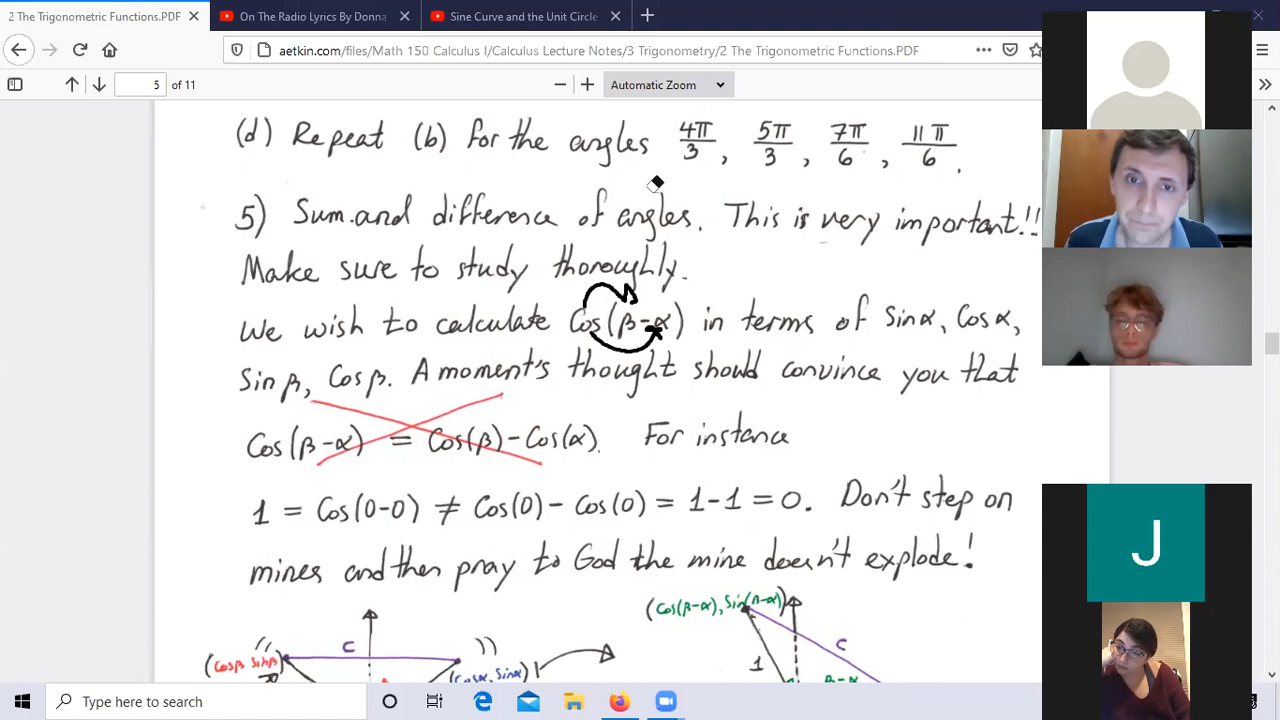 2 The Trigonometric Functions.
On The Radio Lyrics By Donna
Sine Curve and the Unit Circle.
aetkin.com/files/Math 150 Calculus I/Calculus Lecture Notes/3 Trigonometry/2 The Trigonometric Functions.PDF
5 of 11
Automatic Zoom
(d) Repeat (b) for the angles 4π/3, 5π/3, 7π/6, 11π/6.
5) Sum and difference of angles. This is very important!!
Make sure to study thoroughly.
We wish to calculate Cos(β-α) in terms of Sinα, Cosα,
Sinβ, Cosβ. A moment's thought should convince you that
Cos(β-α) = Cos(β)-Cos(α). For instance
1 = Cos(0-0) ≠ Cos(0)-Cos(0) = 1-1 = 0. Don't step on
mines and then pray to God the mine doesn't explode!
(Cos(β-α), Sin(β-α))
C
C
(Cosβ Sinβ)
(Cosα, Sinα)
1
β-α
J
Type here to search